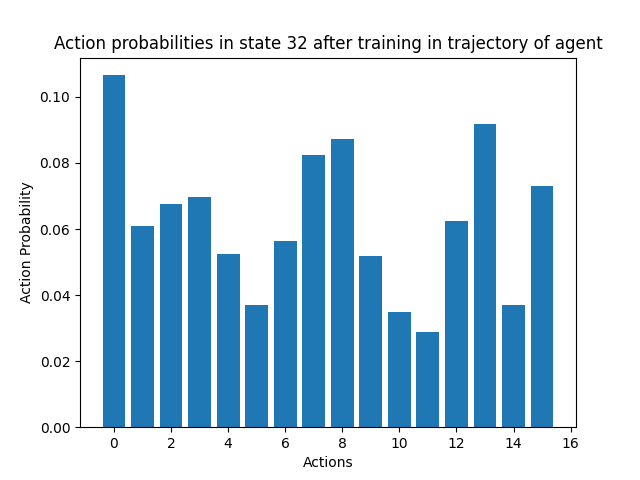 Action probabilities in state 32 after training in trajectory of agent
Action Probability
0.10
0.08
0.06
0.04
0.02
0.00
0 2 4 6 8 10 12 14 16
Actions